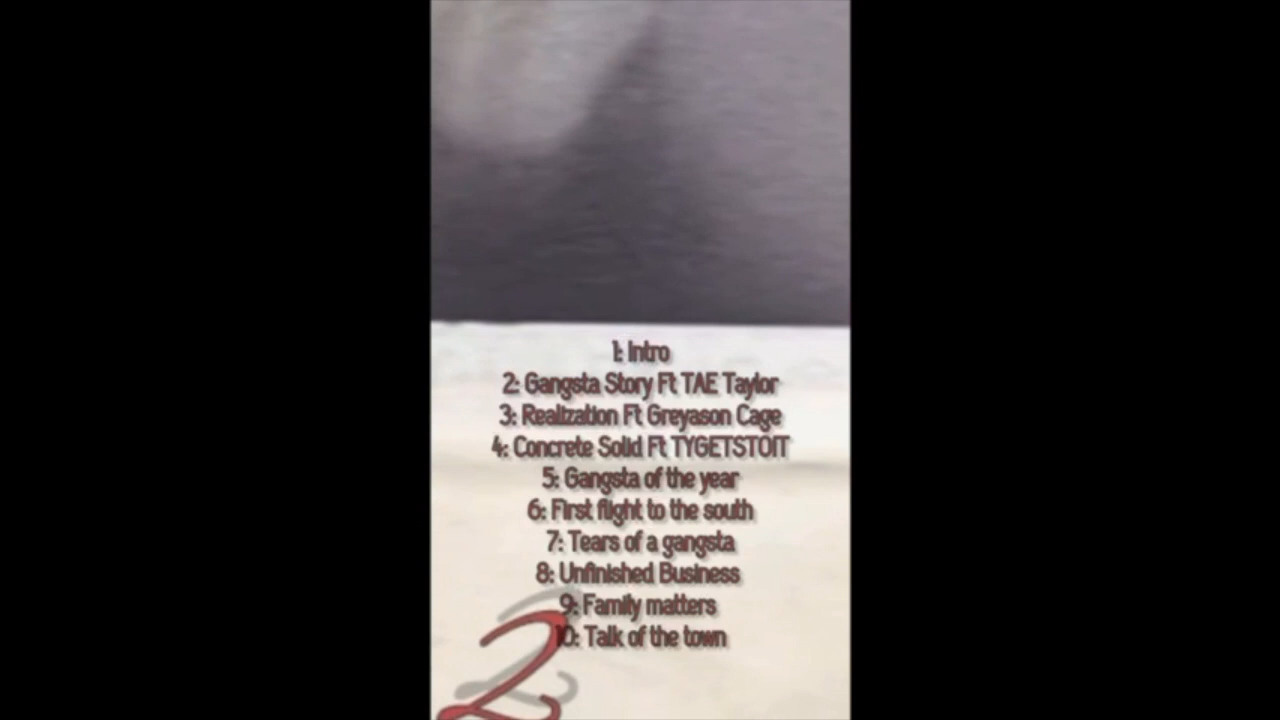 1: Intro
2: Gangsta Story Ft TAE Taylor
3: Realization Ft Greyason Cage
4: Concrete Solid Ft TYGETSTOIT
5: Gangsta of the year
6: First flight to the south
7: Tears of a gangsta
8: Unfinished Business
9: Family matters
10: Talk of the town
2